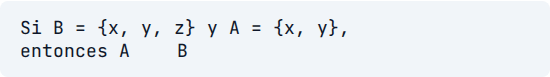 Si B = {x, y, z} y A = {x, y},
entonces A    B